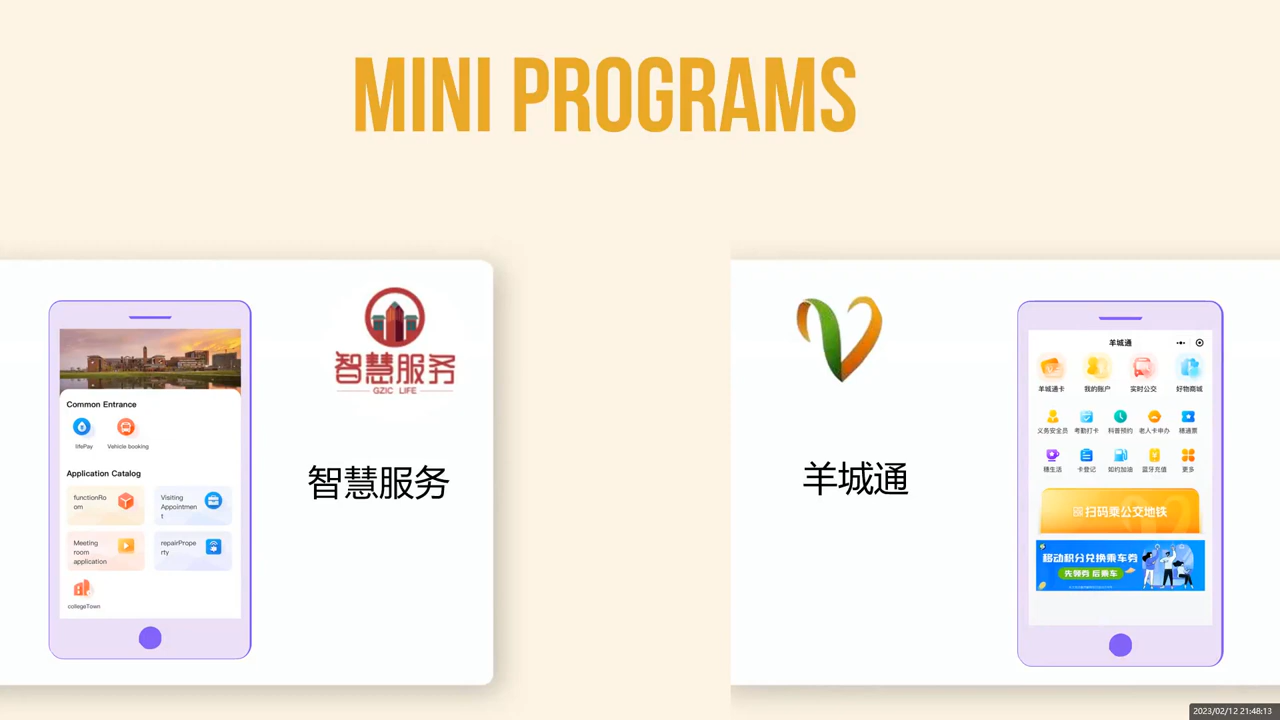 MINI PROGRAMS
Common Entrance
lifePay
Vehicle booking
Application Catalog
functionRo
om
Visiting
Appointmen
t
Meeting
room
application
repairPrope
rty
collegeTown
智慧服务
GZIC LIFE
智慧服务
羊城通
羊城通
羊城通卡
我的账户
实时公交
好物商城
义务安全员
考勤打卡
科普预约
老人卡申办
穗通票
穗生活
卡登记
如约加油
蓝牙充值
更多
扫码乘公交地铁
移动积分兑换乘车券
先领券 后乘车
2023/02/12 21:48:13